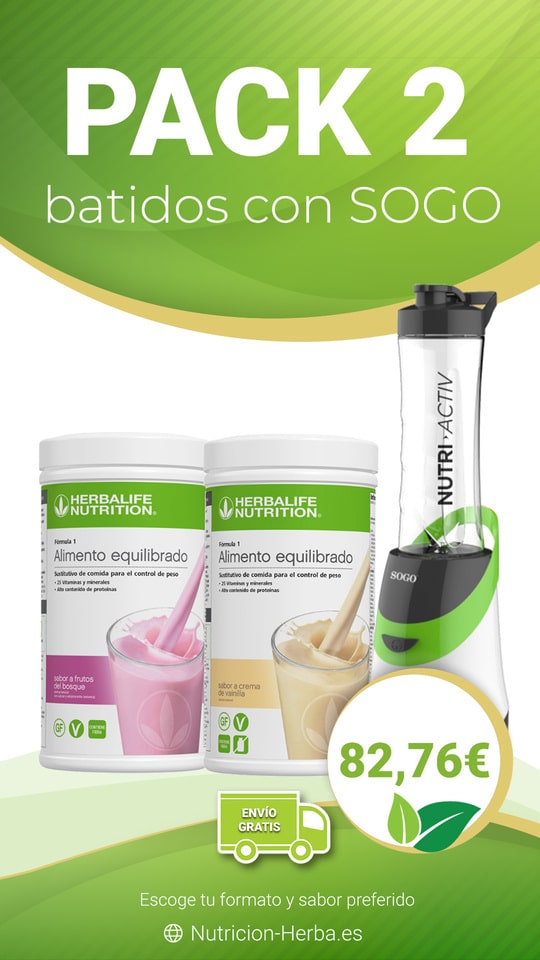 PACK 2
batidos con SOGO
NUTRI·ACTIV
SOGO
HERBALIFE
NUTRITION®
Fórmula 1
Alimento equilibrado
Sustitutivo de comida para el control de peso
• 25 Vitaminas y minerales
• Alto contenido de proteínas
sabor a frutos
del bosque
GF
V
HERBALIFE
NUTRITION®
Fórmula 1
Alimento equilibrado
Sustitutivo de comida para el control de peso
• 25 Vitaminas y minerales
• Alto contenido de proteínas
sabor a crema
de vainilla
GF
V
82,76€
ENVÍO
GRATIS
Escoge tu formato y sabor preferido
Nutricion-Herba.es